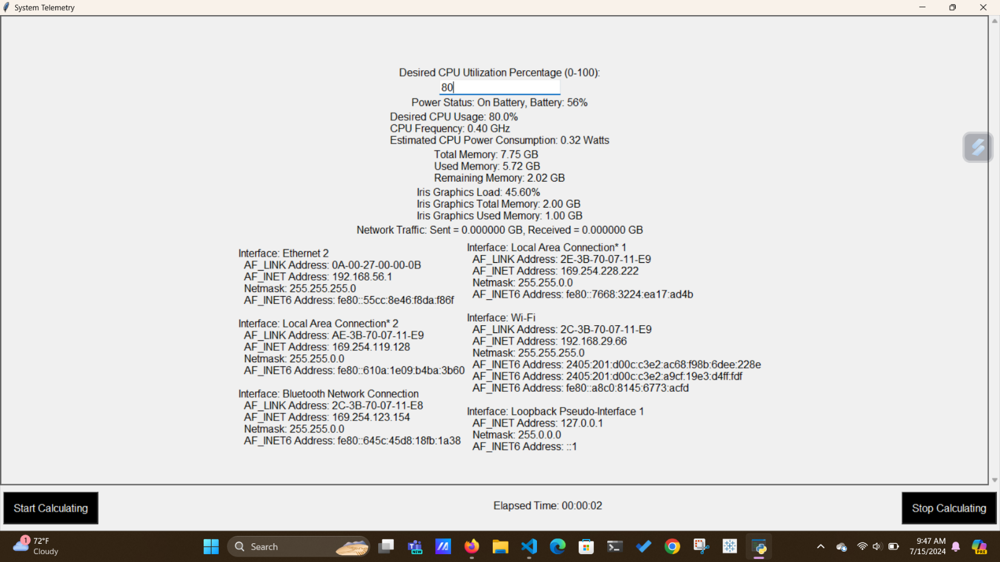 System Telemetry
Desired CPU Utilization Percentage (0-100):
80
Power Status: On Battery, Battery: 56%
Desired CPU Usage: 80.0%
CPU Frequency: 0.40 GHz
Estimated CPU Power Consumption: 0.32 Watts
Total Memory: 7.75 GB
Used Memory: 5.72 GB
Remaining Memory: 2.02 GB
Iris Graphics Load: 45.60%
Iris Graphics Total Memory: 2.00 GB
Iris Graphics Used Memory: 1.00 GB
Network Traffic: Sent = 0.000000 GB, Received = 0.000000 GB
Interface: Ethernet 2
AF_LINK Address: 0A-00-27-00-00-0B
AF_INET Address: 192.168.56.1
Netmask: 255.255.255.0
AF_INET6 Address: fe80::55cc:8e46:f8da:f86f
Interface: Local Area Connection* 2
AF_LINK Address: AE-3B-70-07-11-E9
AF_INET Address: 169.254.119.128
Netmask: 255.255.0.0
AF_INET6 Address: fe80::610a:1e09:b4ba:3b60
Interface: Bluetooth Network Connection
AF_LINK Address: 2C-3B-70-07-11-E8
AF_INET Address: 169.254.123.154
Netmask: 255.255.0.0
AF_INET6 Address: fe80::645c:45d8:18fb:1a38
Interface: Local Area Connection* 1
AF_LINK Address: 2E-3B-70-07-11-E9
AF_INET Address: 169.254.228.222
Netmask: 255.255.0.0
AF_INET6 Address: fe80::7668:3224:ea17:ad4b
Interface: Wi-Fi
AF_LINK Address: 2C-3B-70-07-11-E9
AF_INET Address: 192.168.29.66
Netmask: 255.255.255.0
AF_INET6 Address: 2405:201:d00c:c3e2:ac68:f98b:6dee:228e
AF_INET6 Address: 2405:201:d00c:c3e2:a9cf:19e3:d4ff:fdf
AF_INET6 Address: fe80::a8c0:8145:6773:acfd
Interface: Loopback Pseudo-Interface 1
AF_INET Address: 127.0.0.1
Netmask: 255.0.0.0
AF_INET6 Address: ::1
Start Calculating
Elapsed Time: 00:00:02
Stop Calculating
1
72°F
Cloudy
Search
NEW
9:47 AM
7/15/2024
PRE